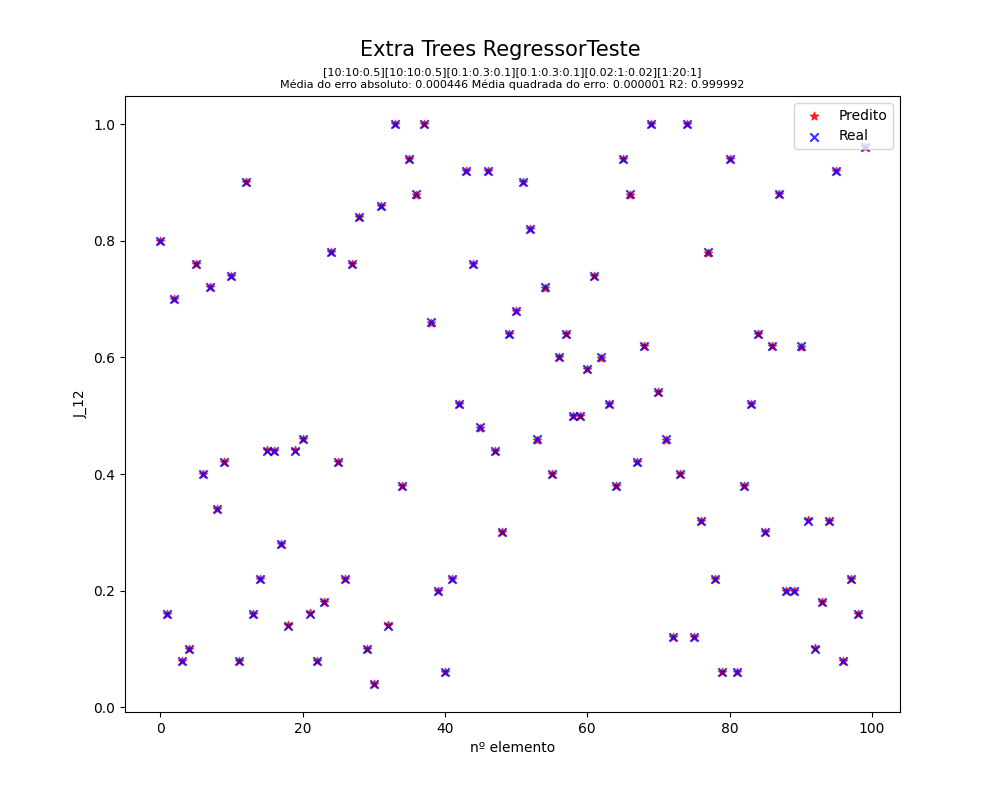 Extra Trees RegressorTeste
[10:10:0.5][10:10:0.5][0.1:0.3:0.1][0.1:0.3:0.1][0.02:1:0.02][1:20:1]
Média do erro absoluto: 0.000446 Média quadrada do erro: 0.000001 R2: 0.999992
Predito
Real
1.0
0.8
0.6
0.4
0.2
0.0
J_12
0
20
40
60
80
100
nº elemento